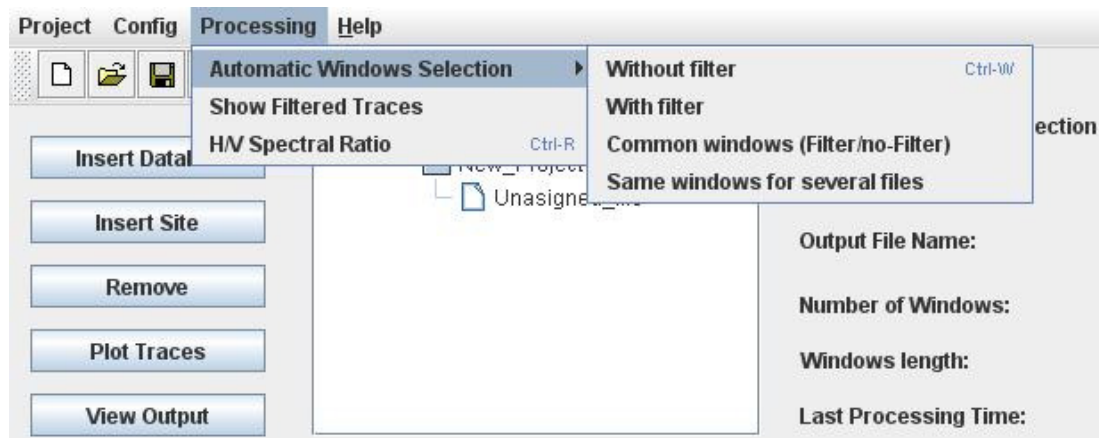 Project Config Processing Help
Automatic Windows Selection
Show Filtered Traces
H/V Spectral Ratio Ctrl-R
Without filter Ctrl-W
With filter
Common windows (Filter/no-Filter)
Same windows for several files
ection
Insert Datab
Insert Site
Remove
Plot Traces
View Output
New_Project
Output File Name:
Number of Windows:
Windows length:
Last Processing Time: